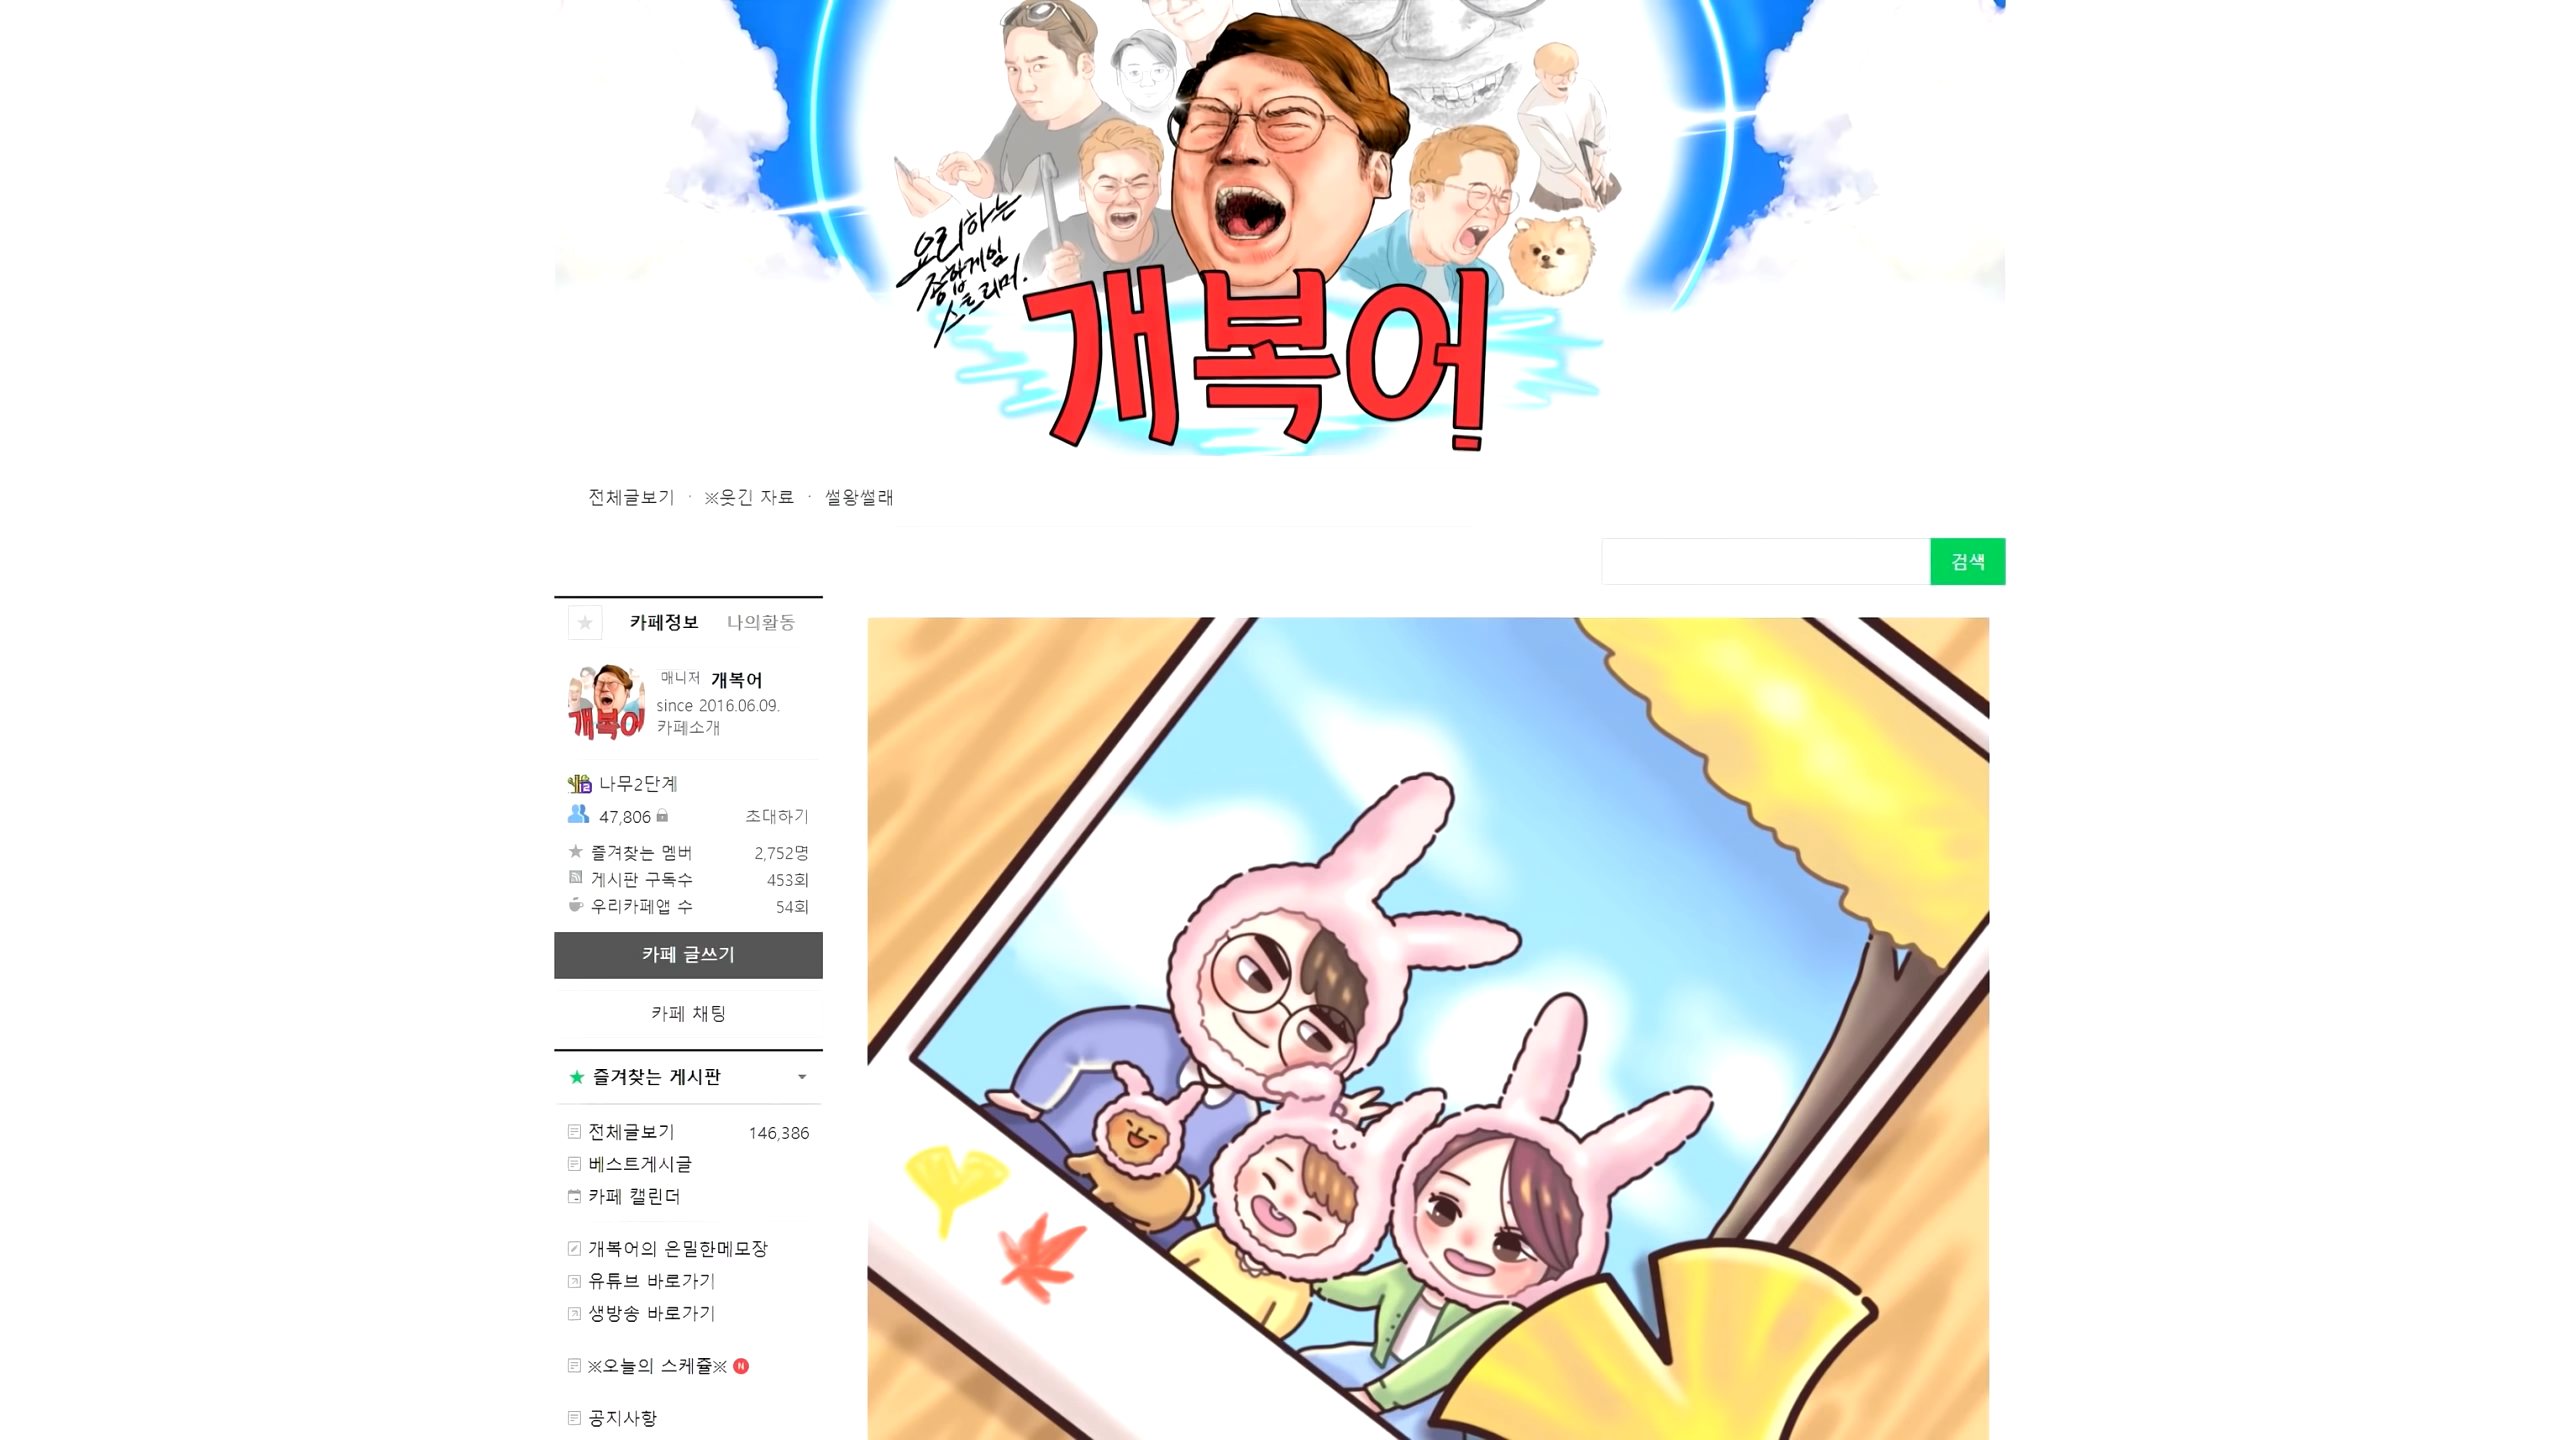 요리하는
종합게임
스트리머.
개복어
전체글보기 · ※웃긴 자료 · 썰왕썰래
검색
카페정보 나의활동
개복어
매니저 개복어
since 2016.06.09.
카페소개
나무2단계
47,806 초대하기
즐겨찾는 멤버 2,752명
게시판 구독수 453회
우리카페앱 수 54회
카페 글쓰기
카페 채팅
즐겨찾는 게시판
전체글보기 146,386
베스트게시글
카페 캘린더
개복어의 은밀한메모장
유튜브 바로가기
생방송 바로가기
※오늘의 스케쥴※ N
공지사항